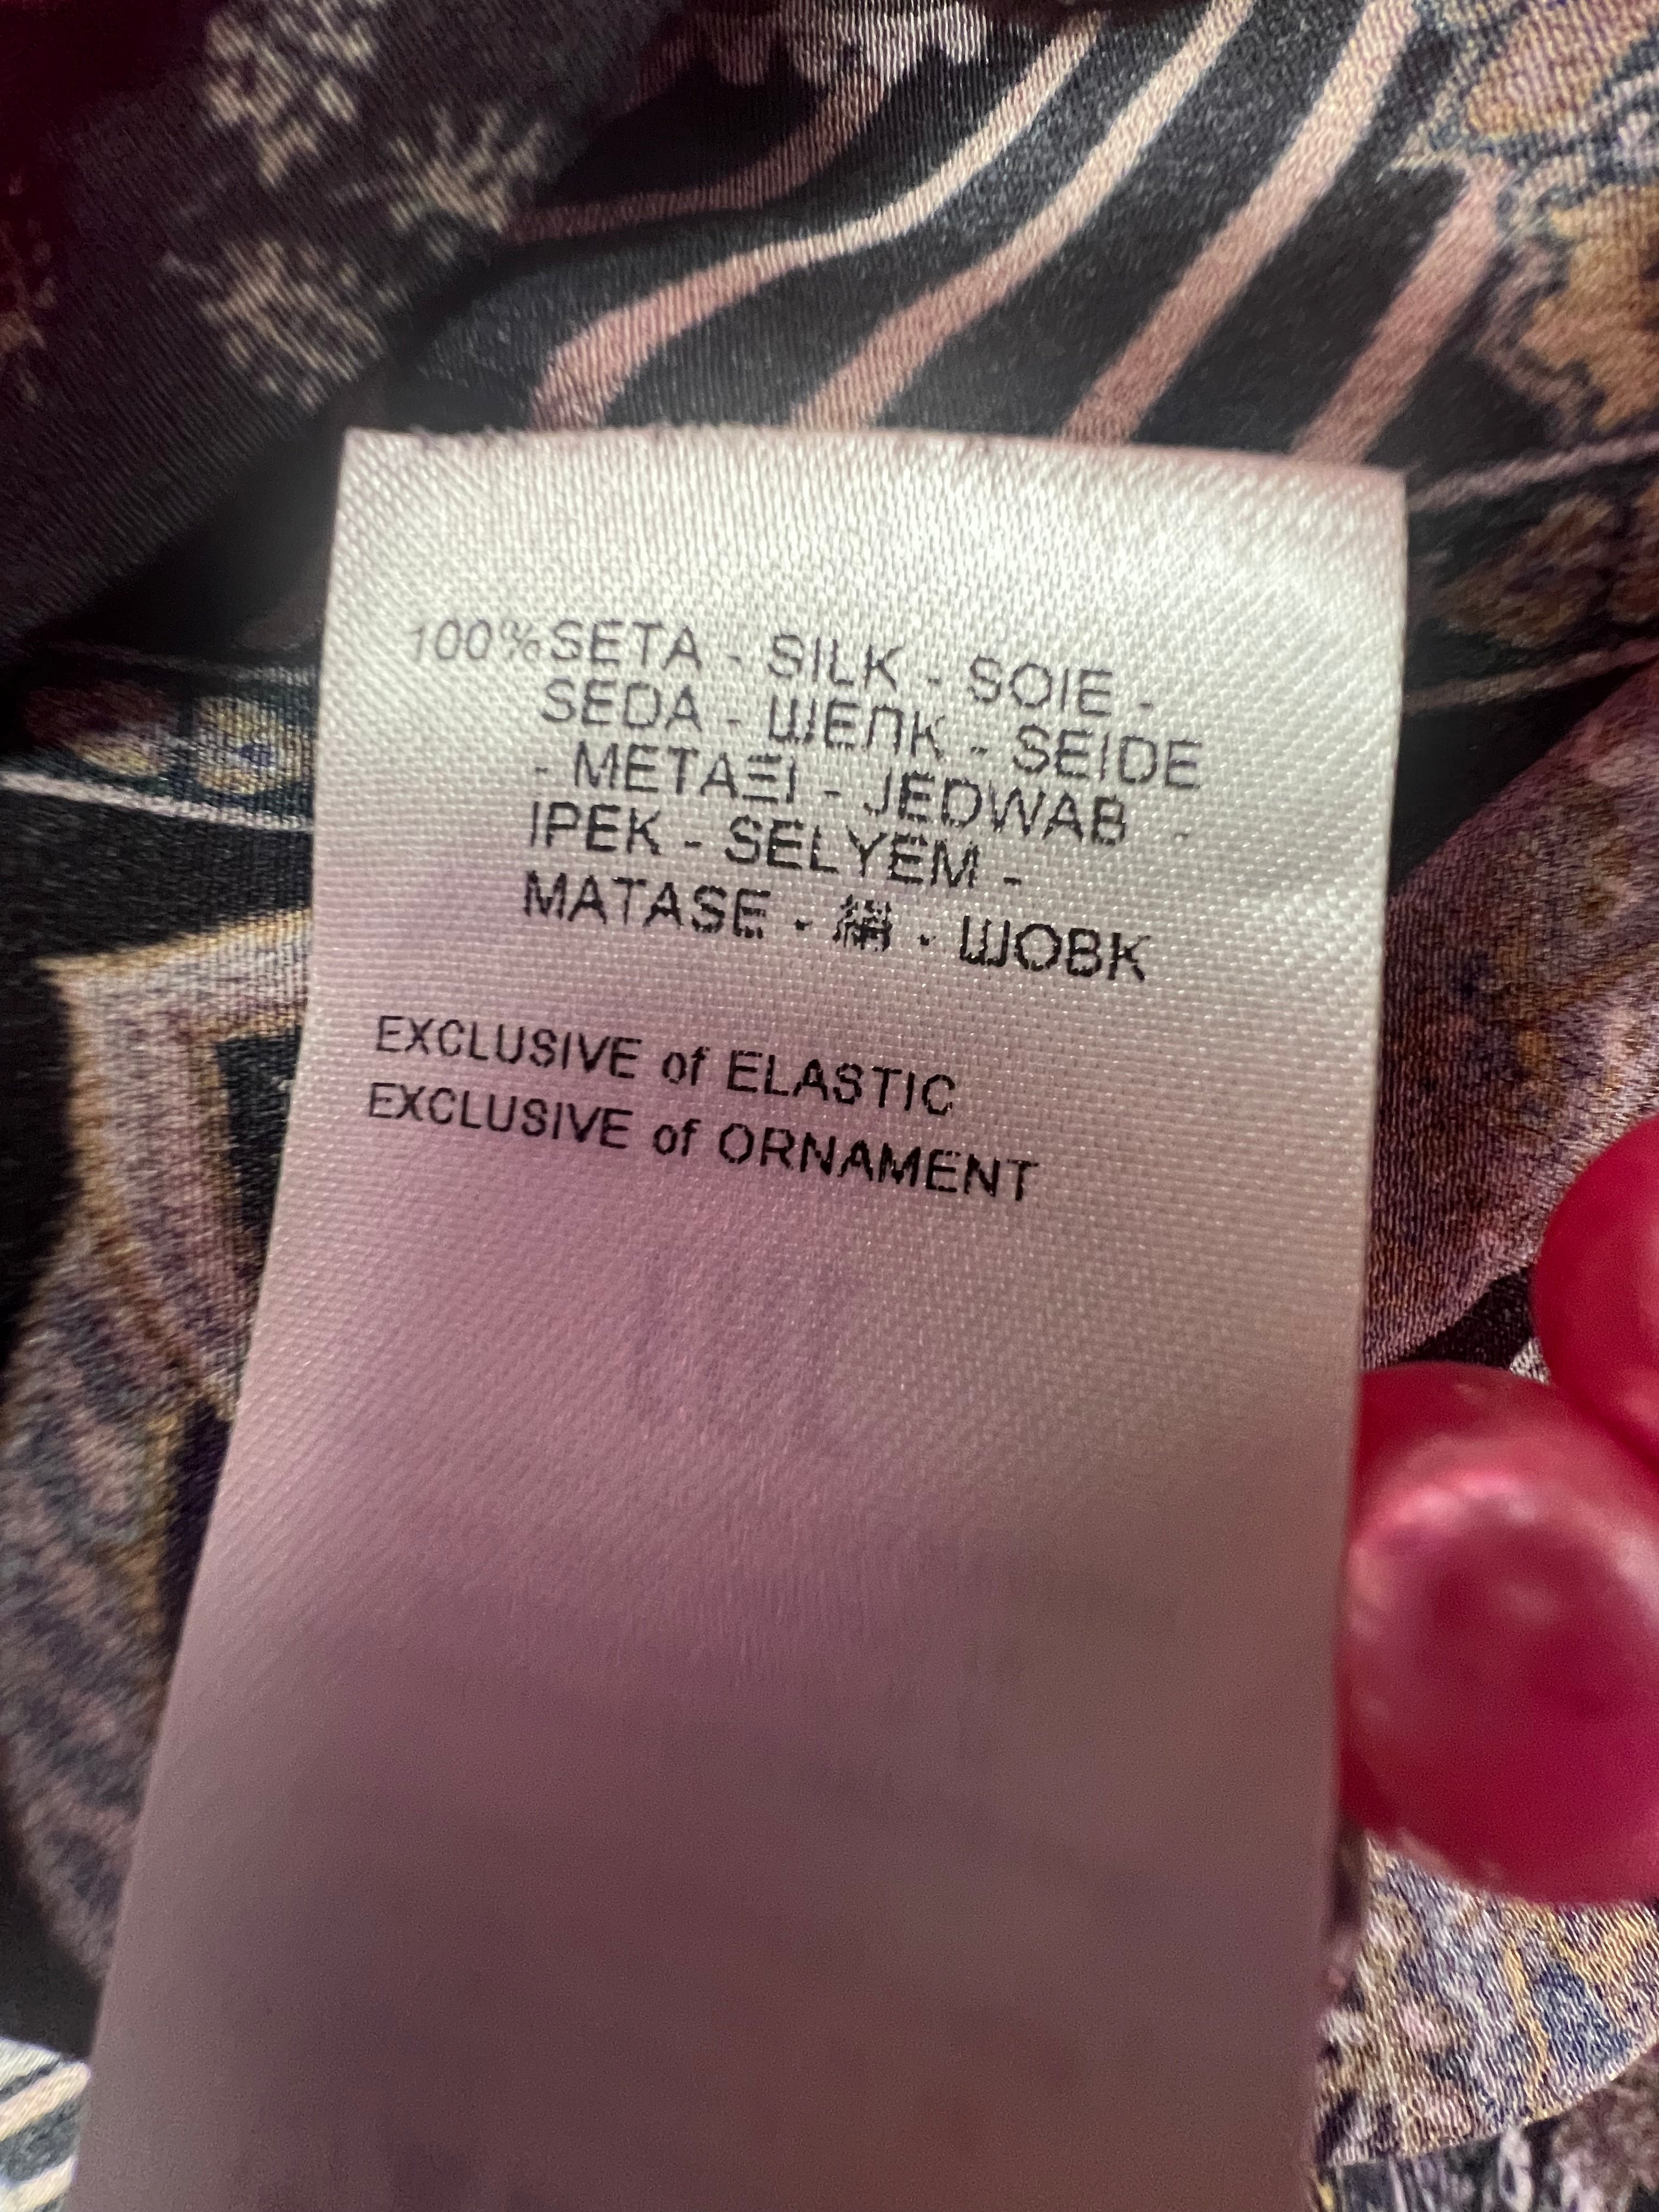 100%SETA - SILK - SOIE -
SEDA - ШЕЛК - SEIDE
- METAΞI - JEDWAB -
IPEK - SELYEM -
MATASE - 絹 - ШОВК
EXCLUSIVE of ELASTIC
EXCLUSIVE of ORNAMENT